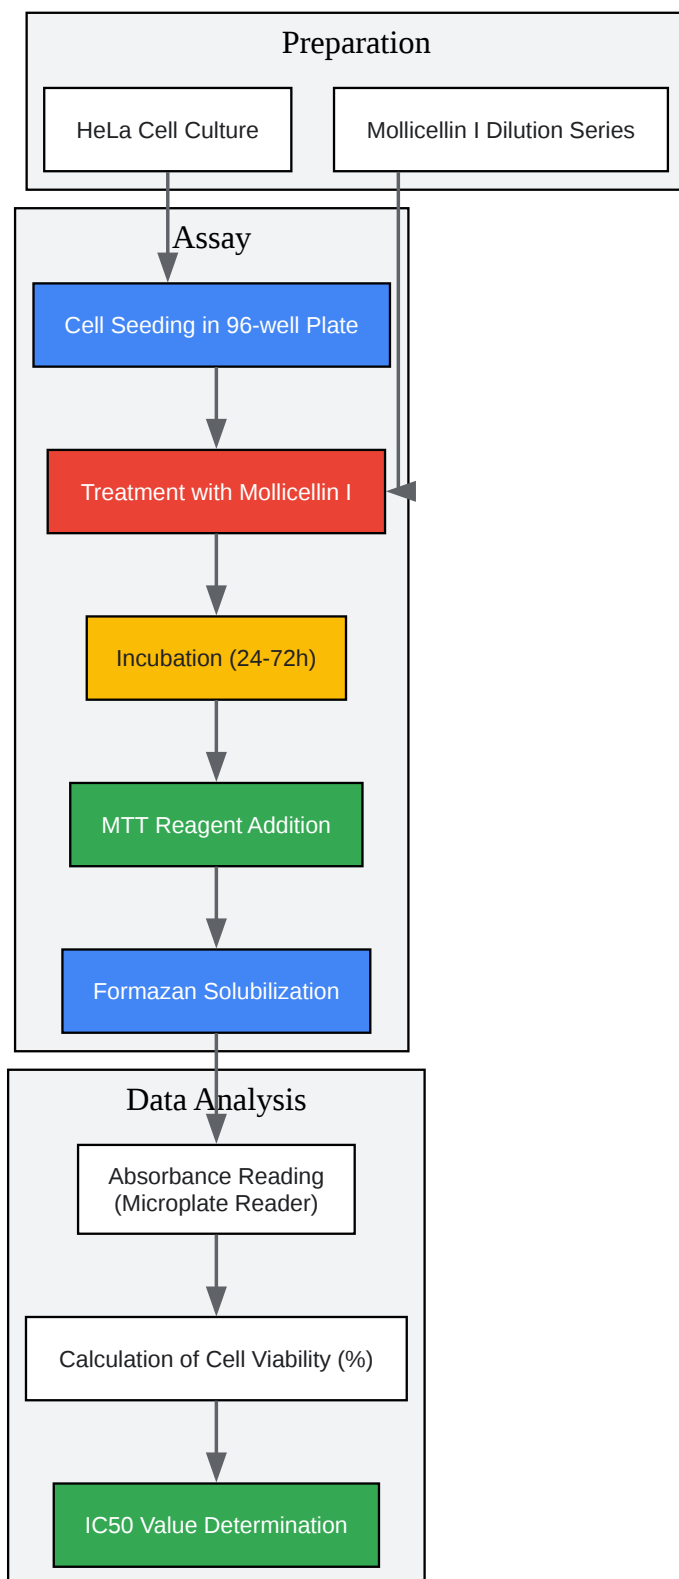 Preparation
HeLa Cell Culture
Mollicellin I Dilution Series
Assay
Cell Seeding in 96-well Plate
Treatment with Mollicellin I
Incubation (24-72h)
MTT Reagent Addition
Formazan Solubilization
Data Analysis
Absorbance Reading
(Microplate Reader)
Calculation of Cell Viability (%)
IC50 Value Determination